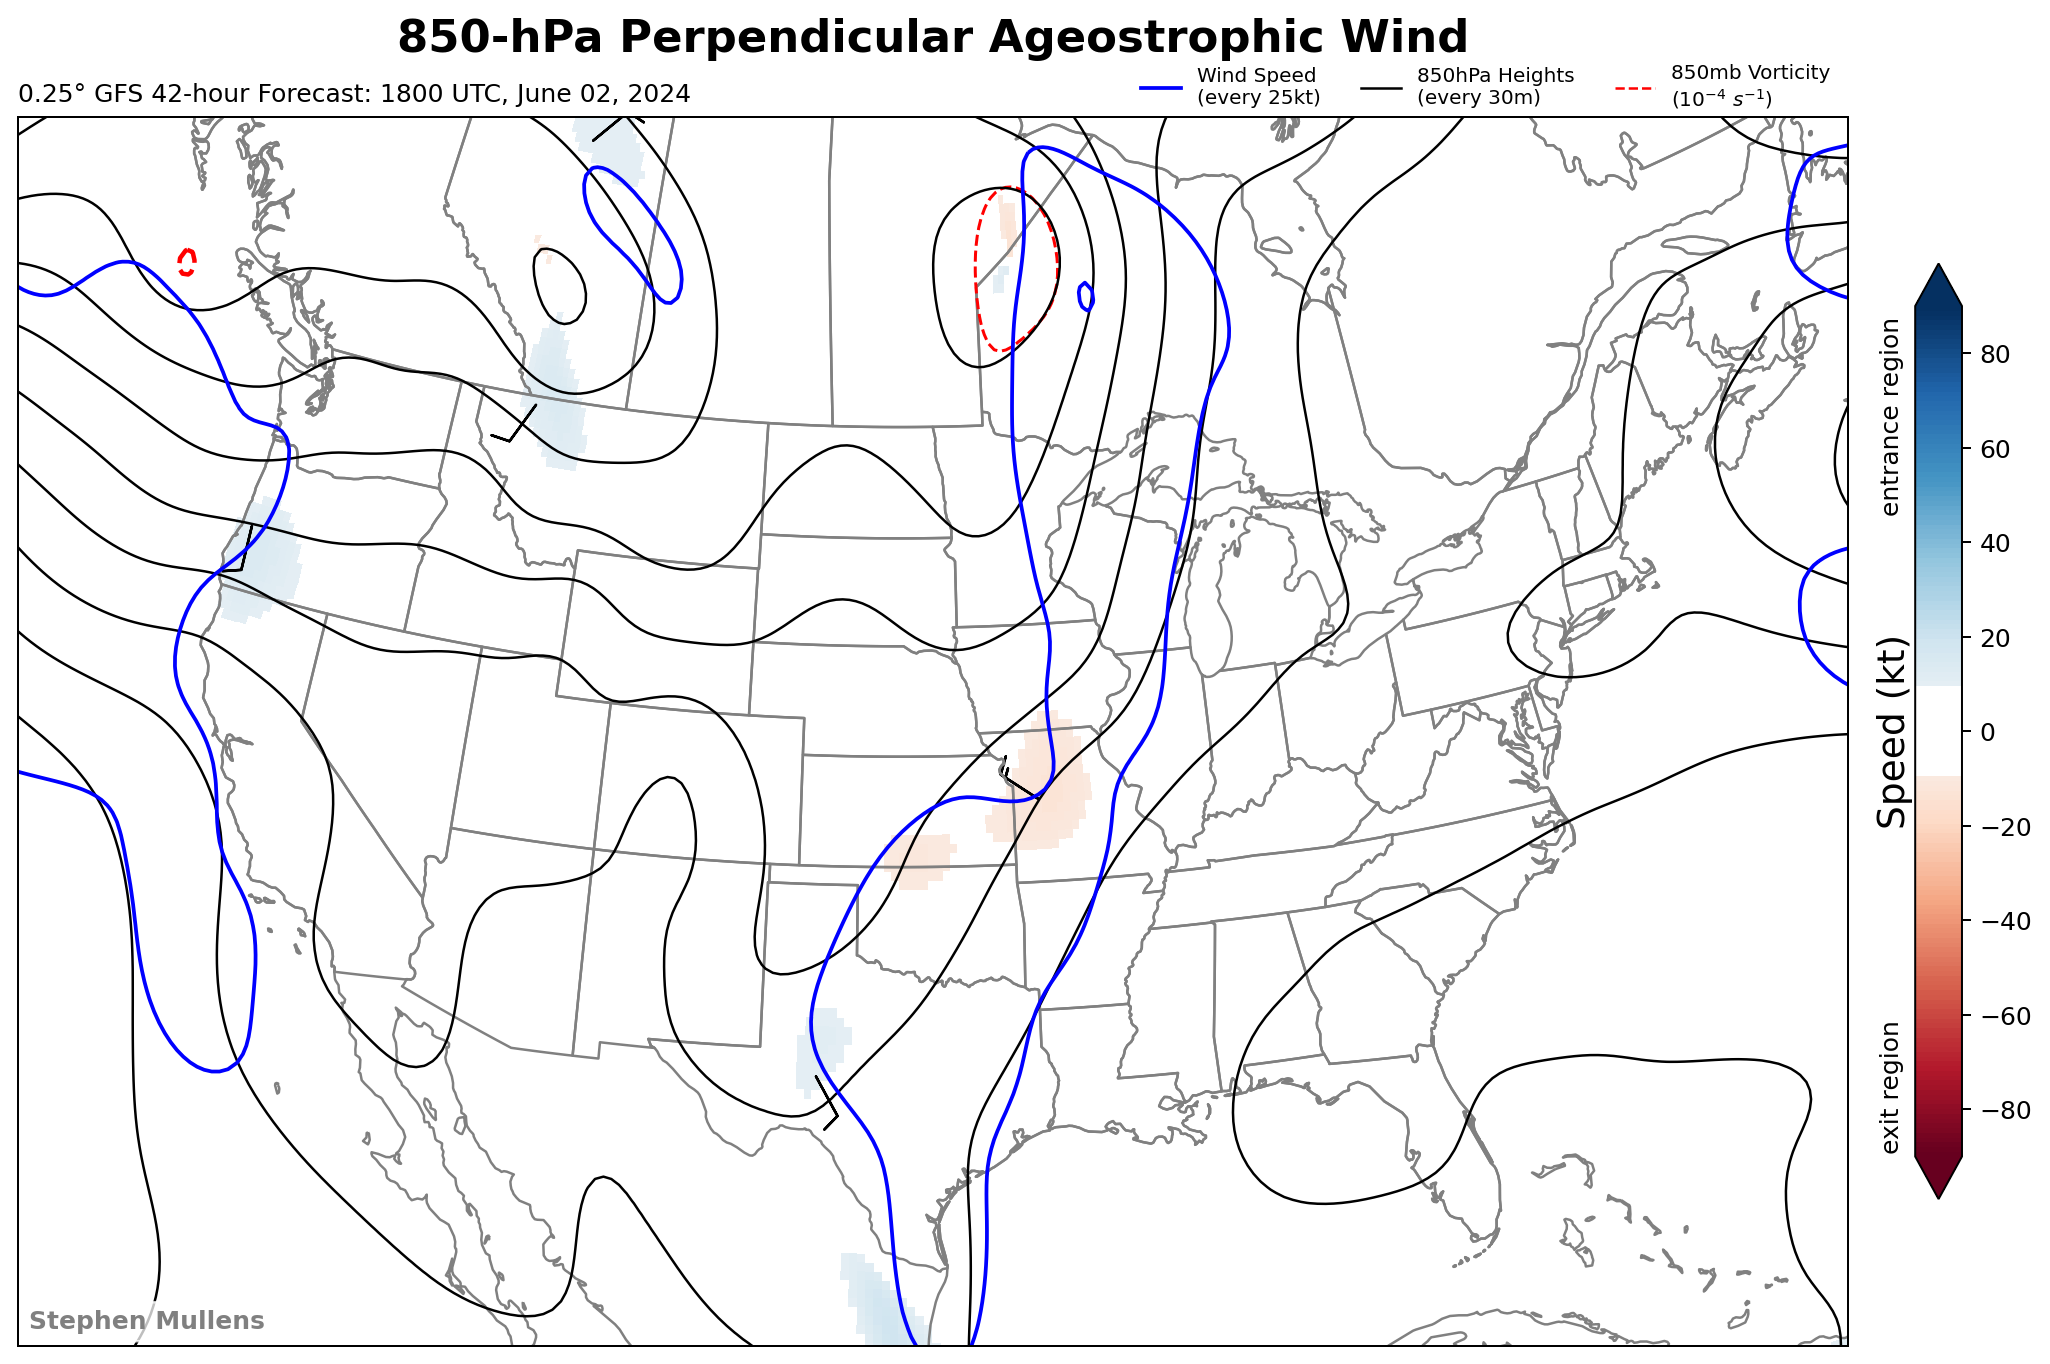 850-hPa Perpendicular Ageostrophic Wind
0.25° GFS 42-hour Forecast: 1800 UTC, June 02, 2024
Wind Speed
(every 25kt)
850hPa Heights
(every 30m)
850mb Vorticity
(10⁻⁴ s⁻¹)
entrance region
Speed (kt)
exit region
80
60
40
20
0
−20
−40
−60
−80
Stephen Mullens